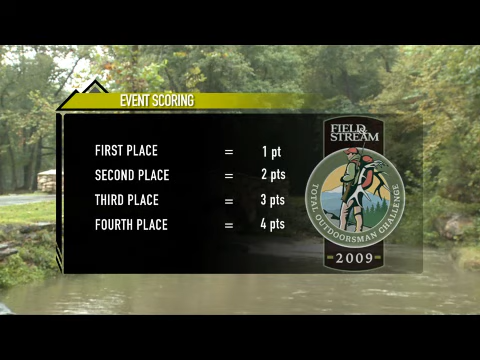 EVENT SCORING
FIRST PLACE = 1 pt
SECOND PLACE = 2 pts
THIRD PLACE = 3 pts
FOURTH PLACE = 4 pts
FIELD &
STREAM
TOTAL OUTDOORSMAN CHALLENGE
2009